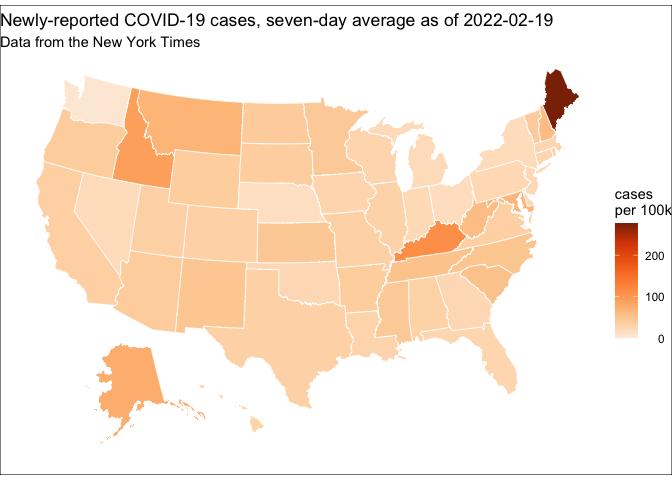 Newly-reported COVID-19 cases, seven-day average as of 2022-02-19
Data from the New York Times
cases
per 100k
200
100
0